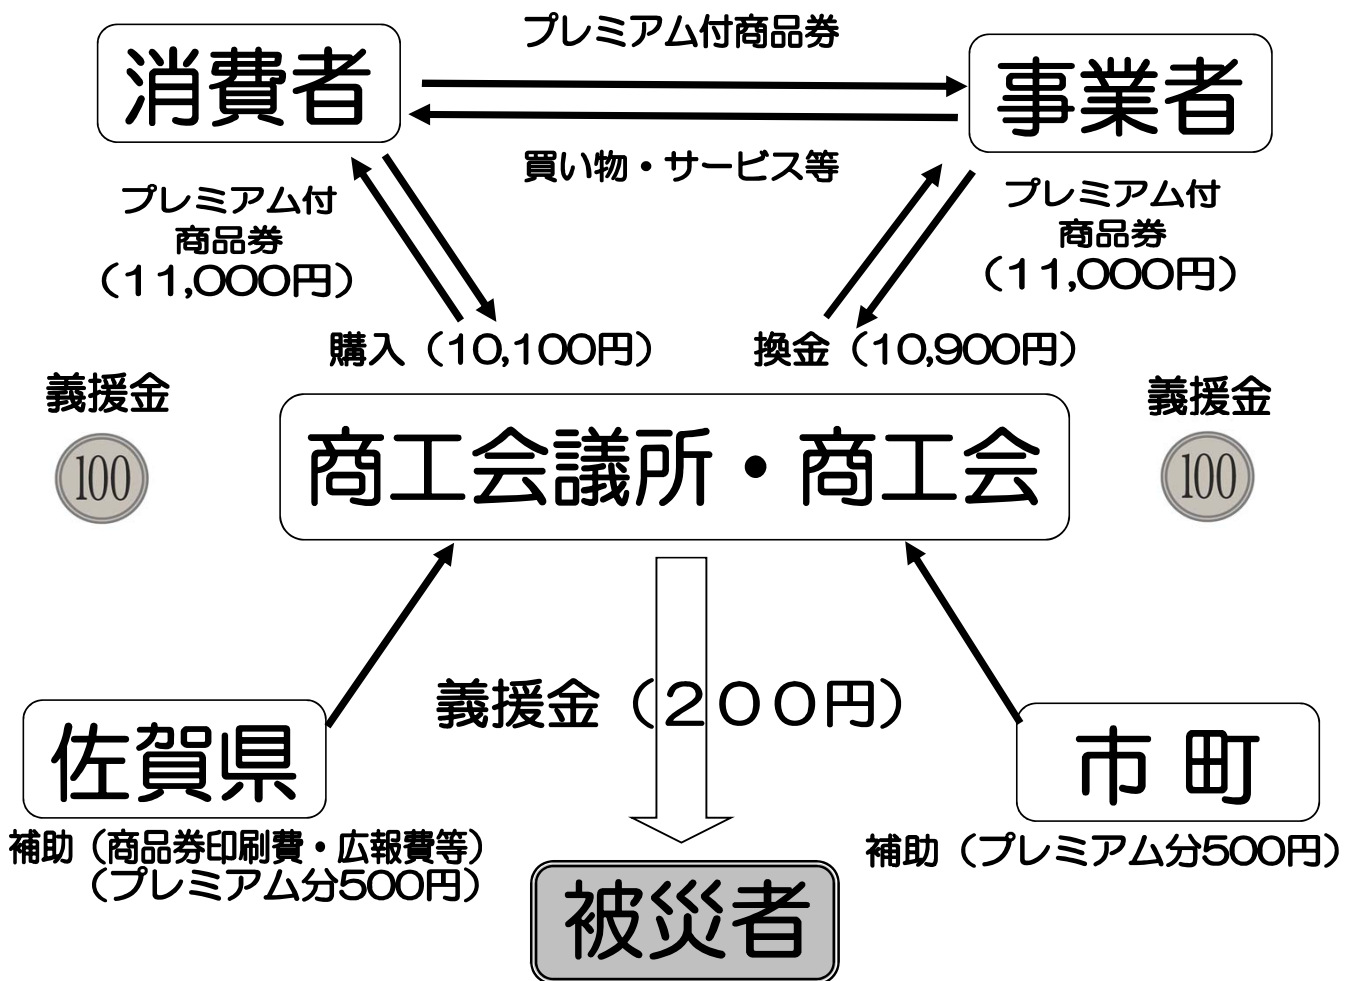 プレミアム付商品券
消費者
事業者
買い物・サービス等
プレミアム付
商品券
（11,000円）
プレミアム付
商品券
（11,000円）
購入（10,100円）
換金（10,900円）
義援金
100
義援金
100
商工会議所・商工会
義援金（２００円）
佐賀県
補助（商品券印刷費・広報費等）
（プレミアム分500円）
市 町
補助（プレミアム分500円）
被災者